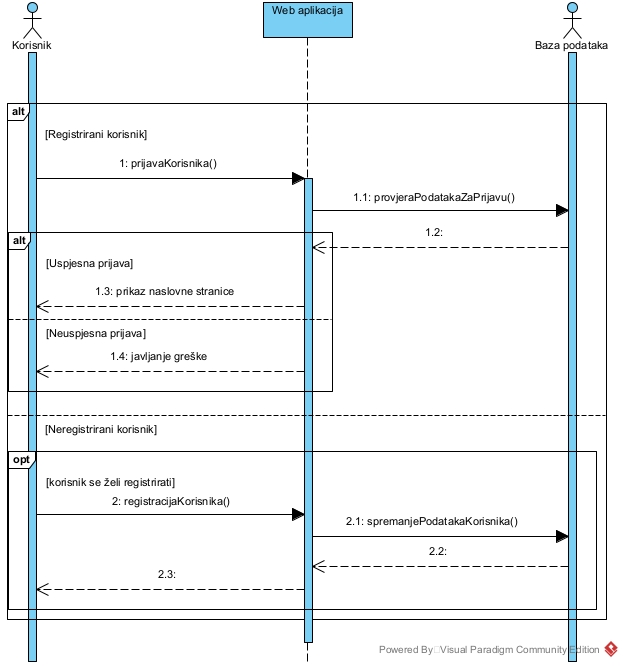 Korisnik
Web aplikacija
Baza podataka
alt
[Registrirani korisnik]
1: prijavaKorisnika()
1.1: provjeraPodatakaZaPrijavu()
1.2:
alt
[Uspjesna prijava]
1.3: prikaz naslovne stranice
[Neuspjesna prijava]
1.4: javljanje greške
[Neregistrirani korisnik]
opt
[korisnik se želi registrirati]
2: registracijaKorisnika()
2.1: spremanjePodatakaKorisnika()
2.2:
2.3:
Powered By Visual Paradigm Community Edition